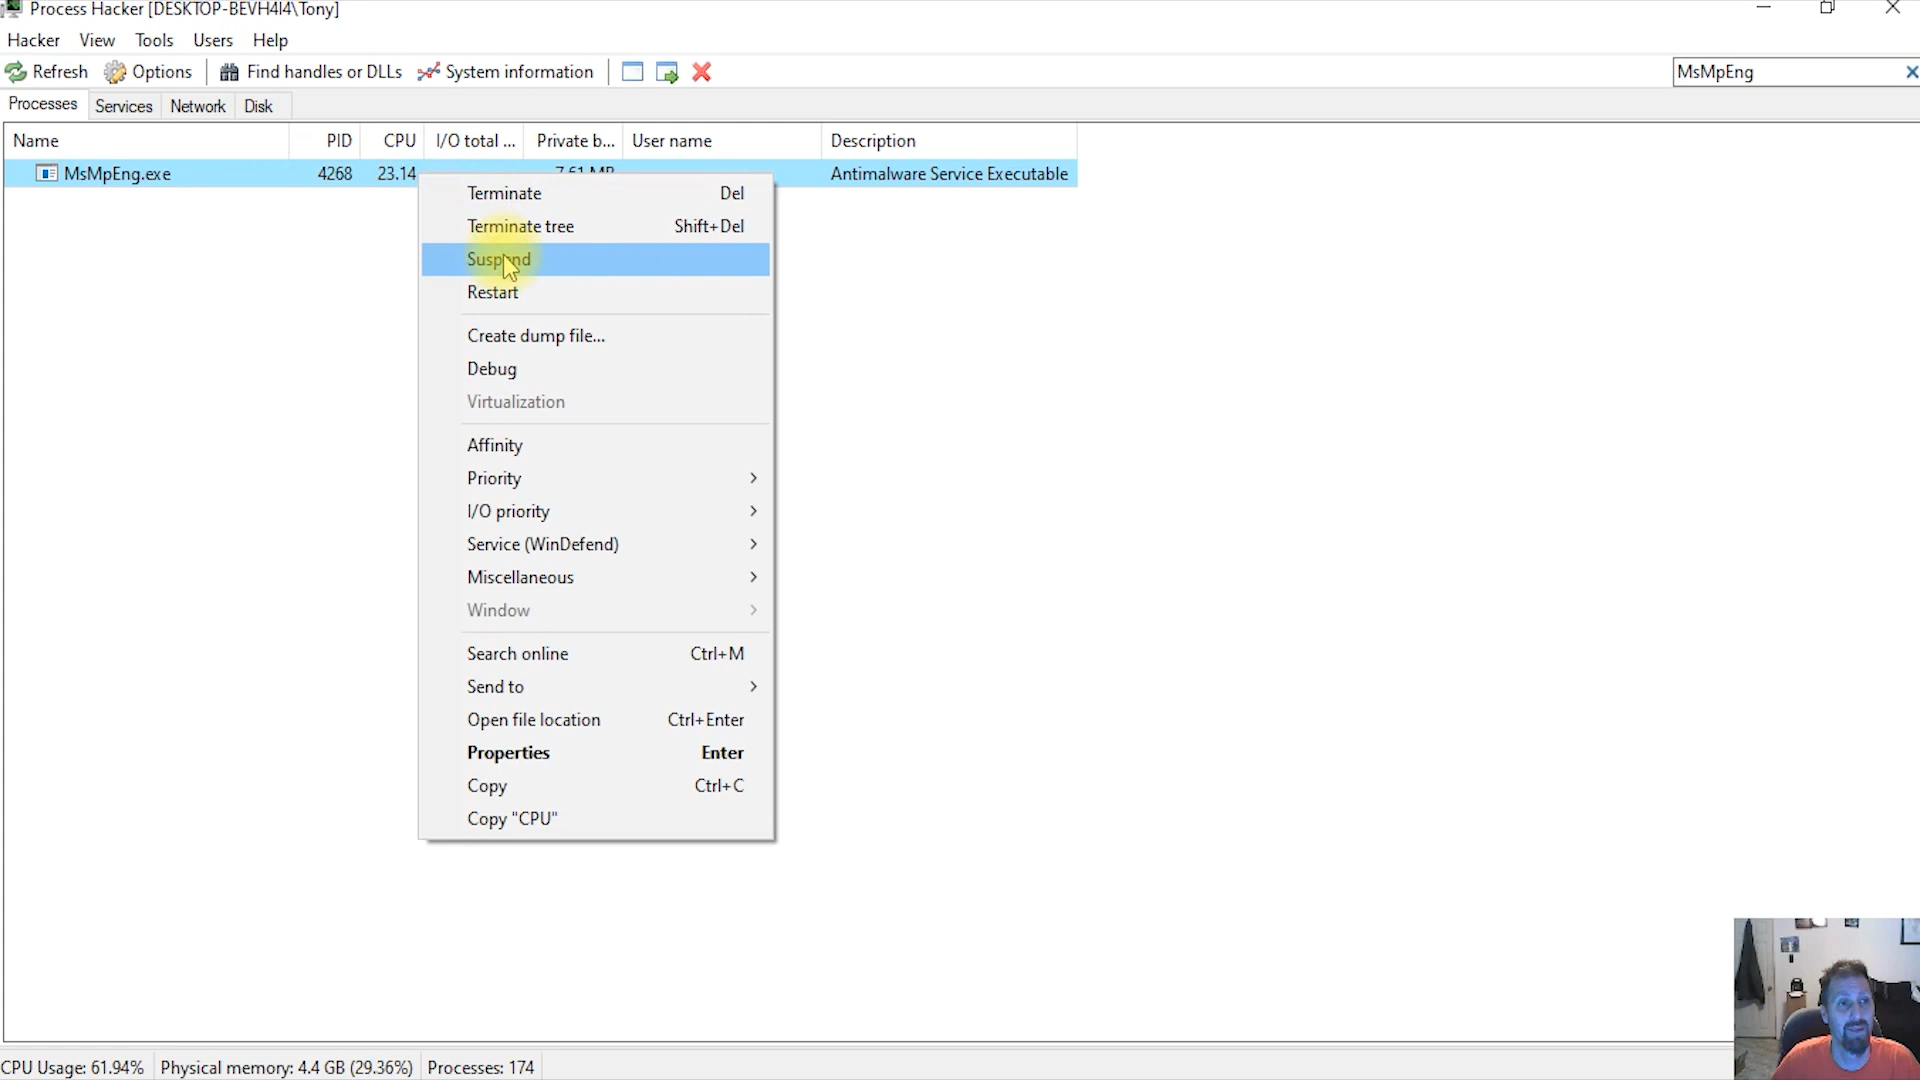 Process Hacker [DESKTOP-BEVH4I4\Tony]
Hacker View Tools Users Help
Refresh Options Find handles or DLLs System information MsMpEng
Processes Services Network Disk
Name PID CPU I/O total ... Private b... User name Description
MsMpEng.exe 4268 23.14 7.61 MB Antimalware Service Executable
Terminate Del
Terminate tree Shift+Del
Suspend
Restart
Create dump file...
Debug
Virtualization
Affinity
Priority
I/O priority
Service (WinDefend)
Miscellaneous
Window
Search online Ctrl+M
Send to
Open file location Ctrl+Enter
Properties Enter
Copy Ctrl+C
Copy "CPU"
CPU Usage: 61.94% Physical memory: 4.4 GB (29.36%) Processes: 174